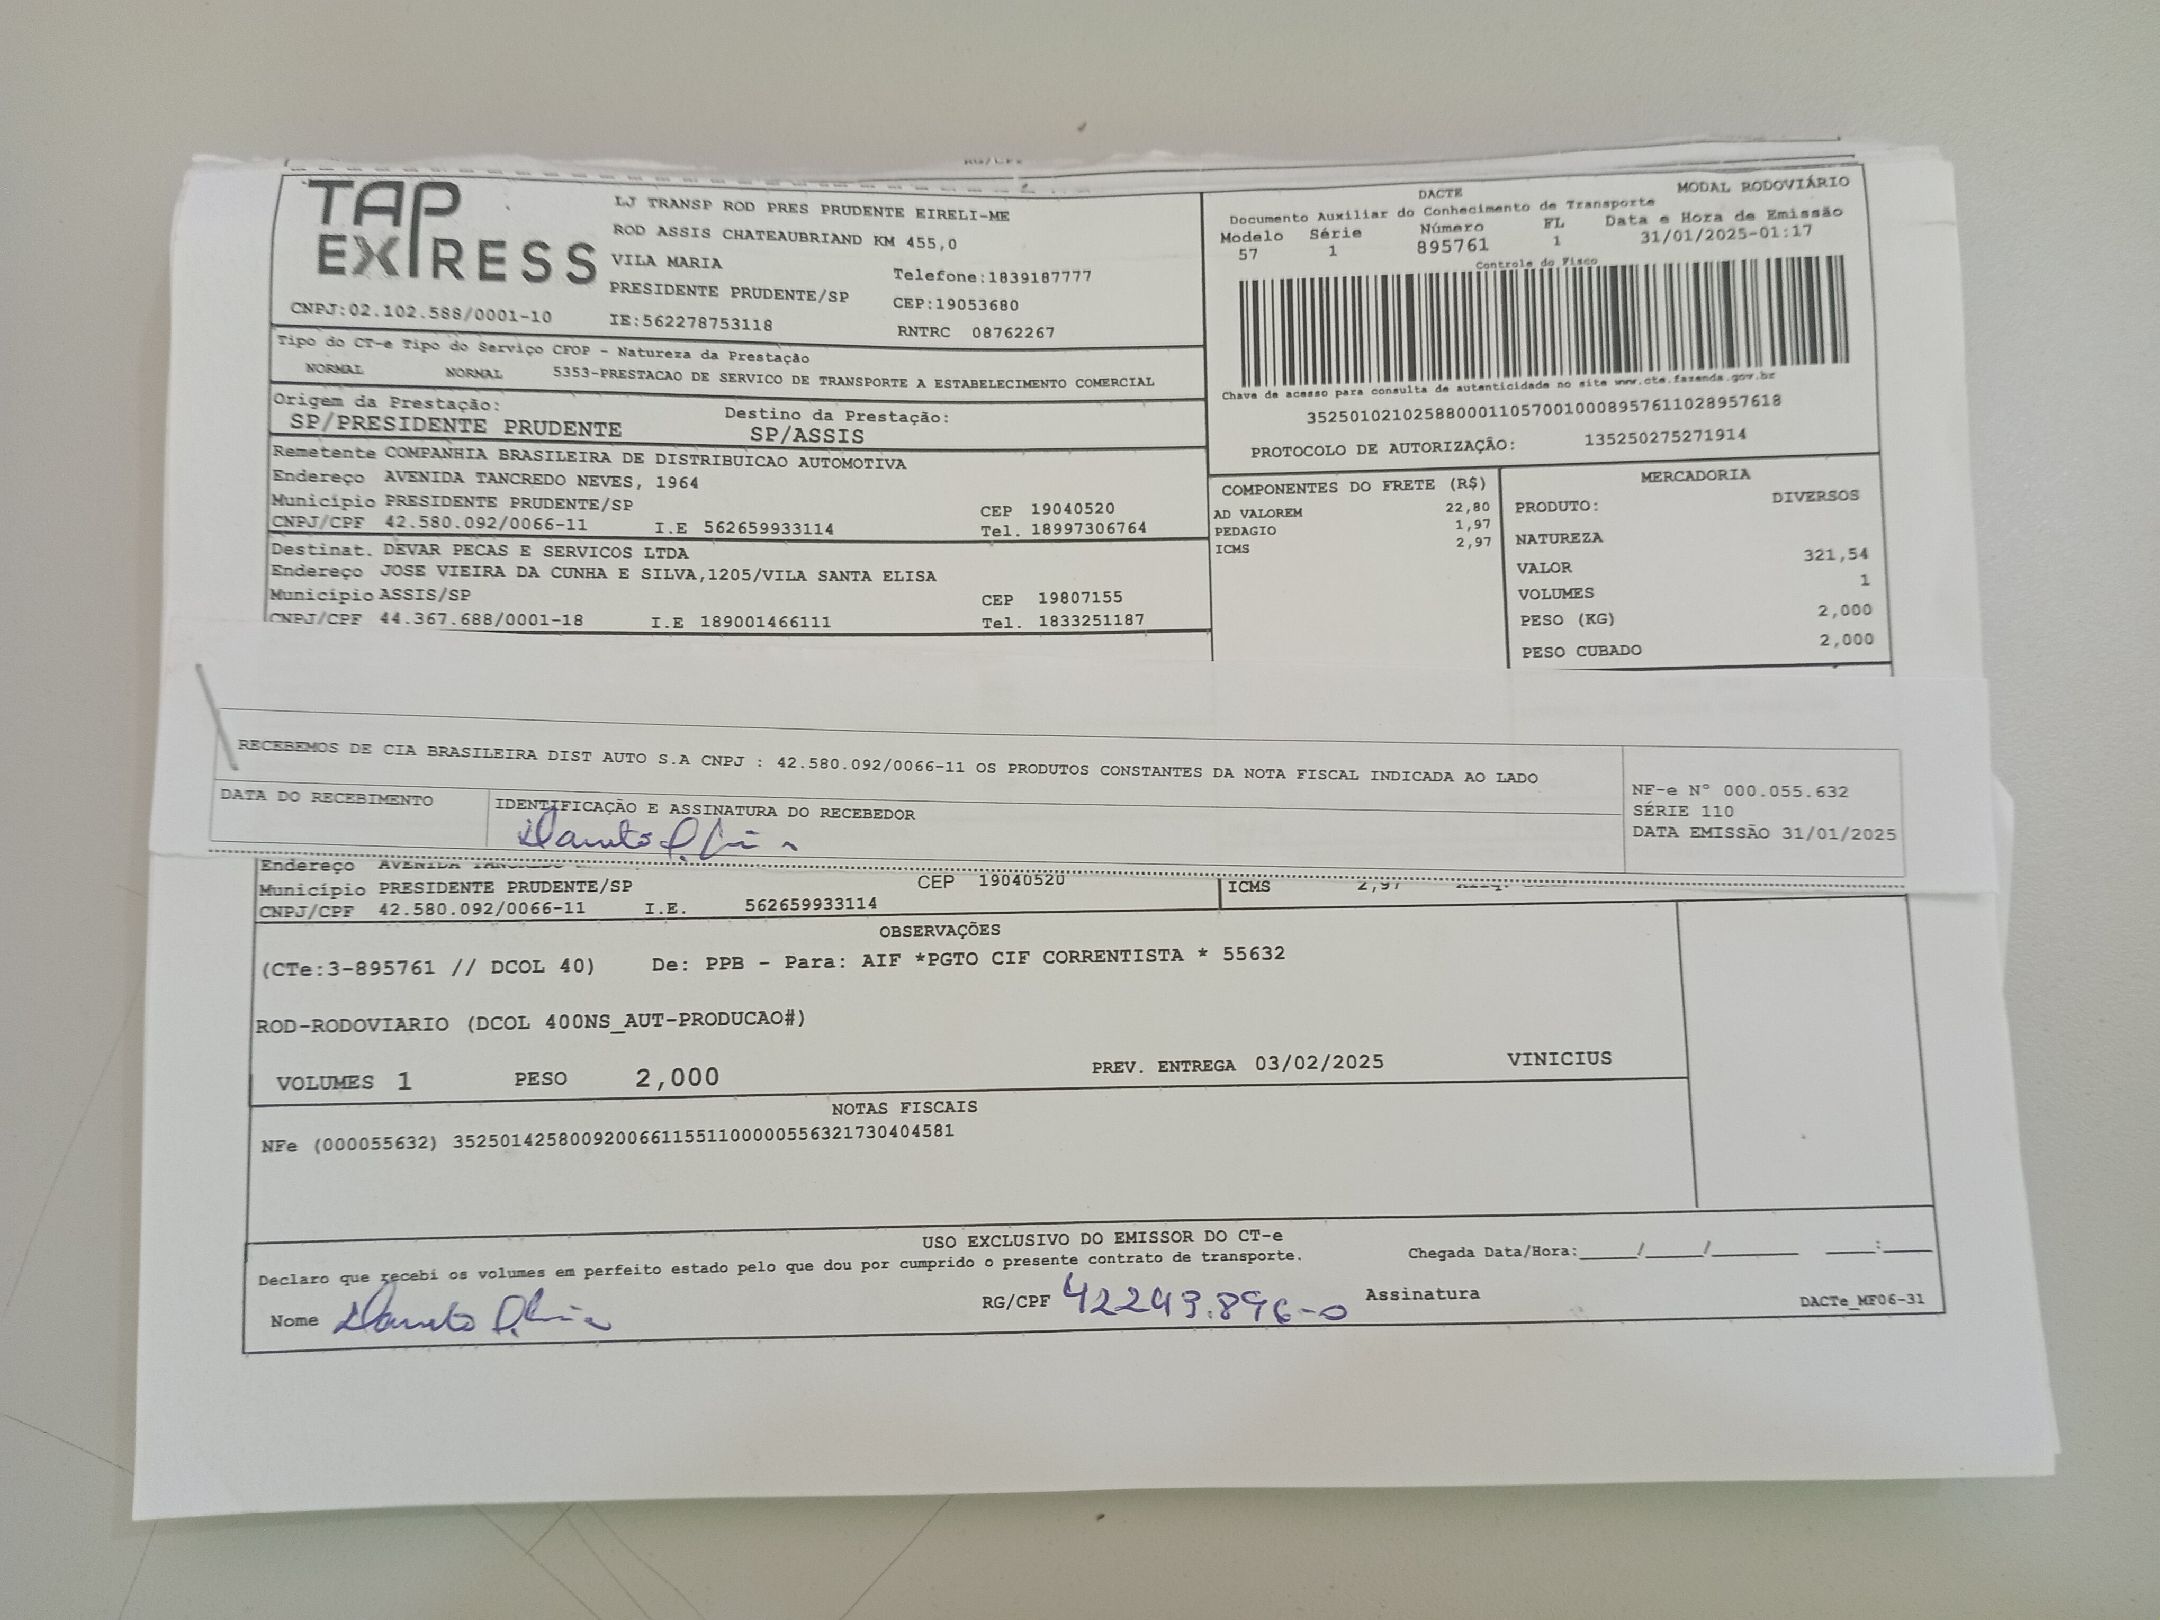 TAP EXPRESS
LJ TRANSP ROD PRES PRUDENTE EIRELI-ME
ROD ASSIS CHATEAUBRIAND KM 455,0
VILA MARIA
Telefone:1839187777
PRESIDENTE PRUDENTE/SP
CEP:19053680
CNPJ:02.102.588/0001-10
IE:562278753118
RNTRC 08762267
DACTE
MODAL RODOVIÁRIO
Documento Auxiliar do Conhecimento de Transporte
Modelo Série Número FL Data e Hora de Emissão
57 1 895761 1 31/01/2025-01:17
Controle do Fisco
Chave de acesso para consulta de autenticidade no site www.cte.fazenda.gov.br
35250102102588000110570010008957611028957618
PROTOCOLO DE AUTORIZAÇÃO: 135250275271914
Tipo do CT-e Tipo do Serviço CFOP - Natureza da Prestação
NORMAL NORMAL 5353-PRESTACAO DE SERVICO DE TRANSPORTE A ESTABELECIMENTO COMERCIAL
Origem da Prestação: Destino da Prestação:
SP/PRESIDENTE PRUDENTE SP/ASSIS
Remetente COMPANHIA BRASILEIRA DE DISTRIBUICAO AUTOMOTIVA
Endereço AVENIDA TANCREDO NEVES, 1964
Município PRESIDENTE PRUDENTE/SP CEP 19040520
CNPJ/CPF 42.580.092/0066-11 I.E 562659933114 Tel. 18997306764
Destinat. DEVAR PECAS E SERVICOS LTDA
Endereço JOSE VIEIRA DA CUNHA E SILVA,1205/VILA SANTA ELISA
Município ASSIS/SP CEP 19807155
CNPJ/CPF 44.367.688/0001-18 I.E 189001466111 Tel. 1833251187
COMPONENTES DO FRETE (R$)
AD VALOREM 22,80
PEDAGIO 1,97
ICMS 2,97
MERCADORIA
PRODUTO: DIVERSOS
NATUREZA
VALOR 321,54
VOLUMES 1
PESO (KG) 2,000
PESO CUBADO 2,000
RECEBEMOS DE CIA BRASILEIRA DIST AUTO S.A CNPJ : 42.580.092/0066-11 OS PRODUTOS CONSTANTES DA NOTA FISCAL INDICADA AO LADO
DATA DO RECEBIMENTO
IDENTIFICAÇÃO E ASSINATURA DO RECEBEDOR
NF-e Nº 000.055.632
SÉRIE 110
DATA EMISSÃO 31/01/2025
Endereço AVENIDA
Município PRESIDENTE PRUDENTE/SP CEP 19040520
ICMS 2,97
CNPJ/CPF 42.580.092/0066-11 I.E. 562659933114
OBSERVAÇÕES
(CTe:3-895761 // DCOL 40) De: PPB - Para: AIF *PGTO CIF CORRENTISTA * 55632
ROD-RODOVIARIO (DCOL 400NS_AUT-PRODUCAO#)
VOLUMES 1 PESO 2,000 PREV. ENTREGA 03/02/2025 VINICIUS
NOTAS FISCAIS
NFe (000055632) 35250142580092006611551100000556321730404581
USO EXCLUSIVO DO EMISSOR DO CT-e
Declaro que recebi os volumes em perfeito estado pelo que dou por cumprido o presente contrato de transporte.
Chegada Data/Hora:____/____/______ ___:___
Nome RG/CPF 42249.896-0 Assinatura
DACTe_MF06-31